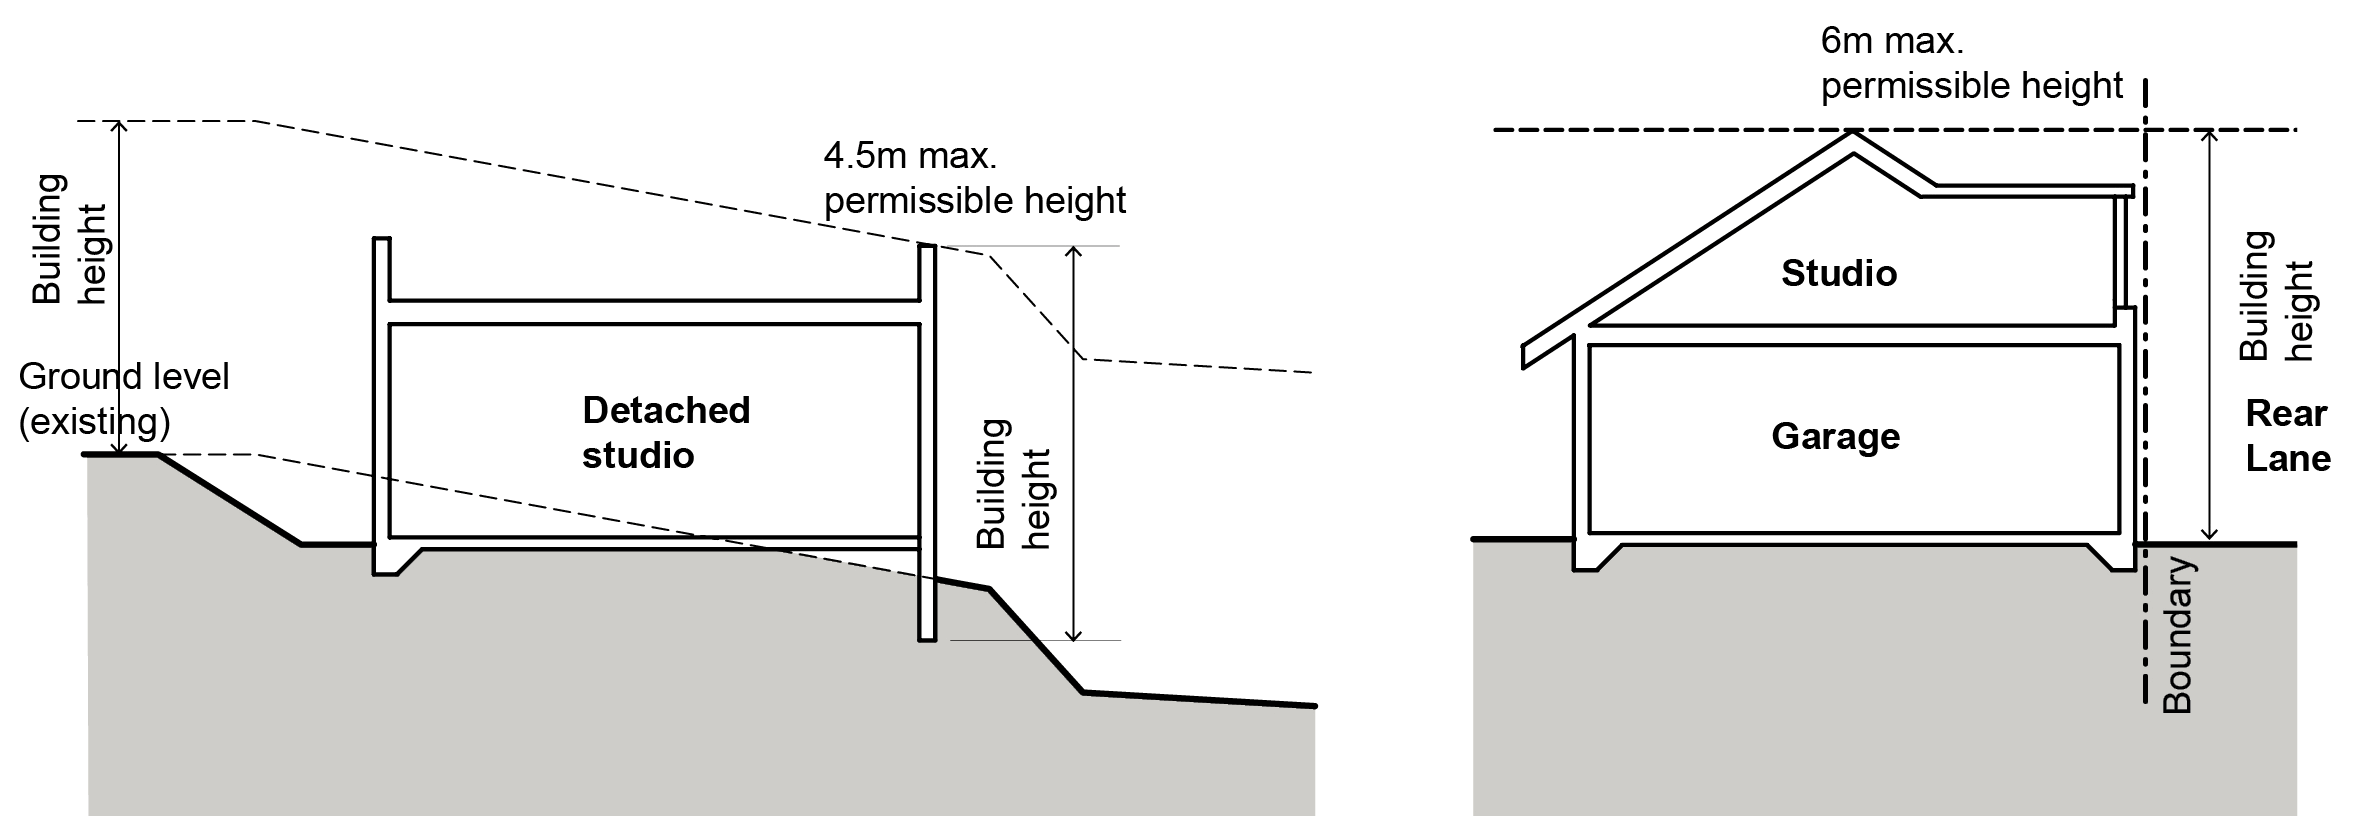 Building
height
Ground level
(existing)
4.5m max.
permissible height
Detached
studio
Building
height
6m max.
permissible height
Studio
Garage
Building
height
Rear
Lane
Boundary